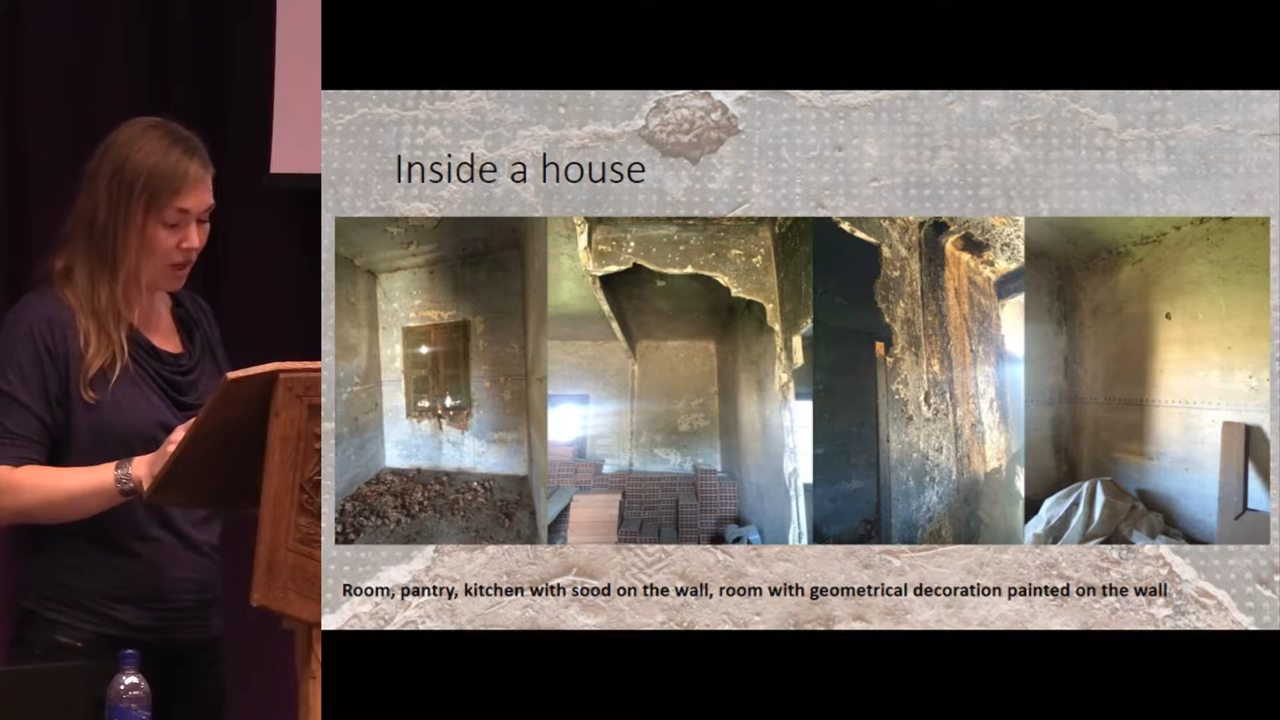 Inside a house
Room, pantry, kitchen with sood on the wall, room with geometrical decoration painted on the wall